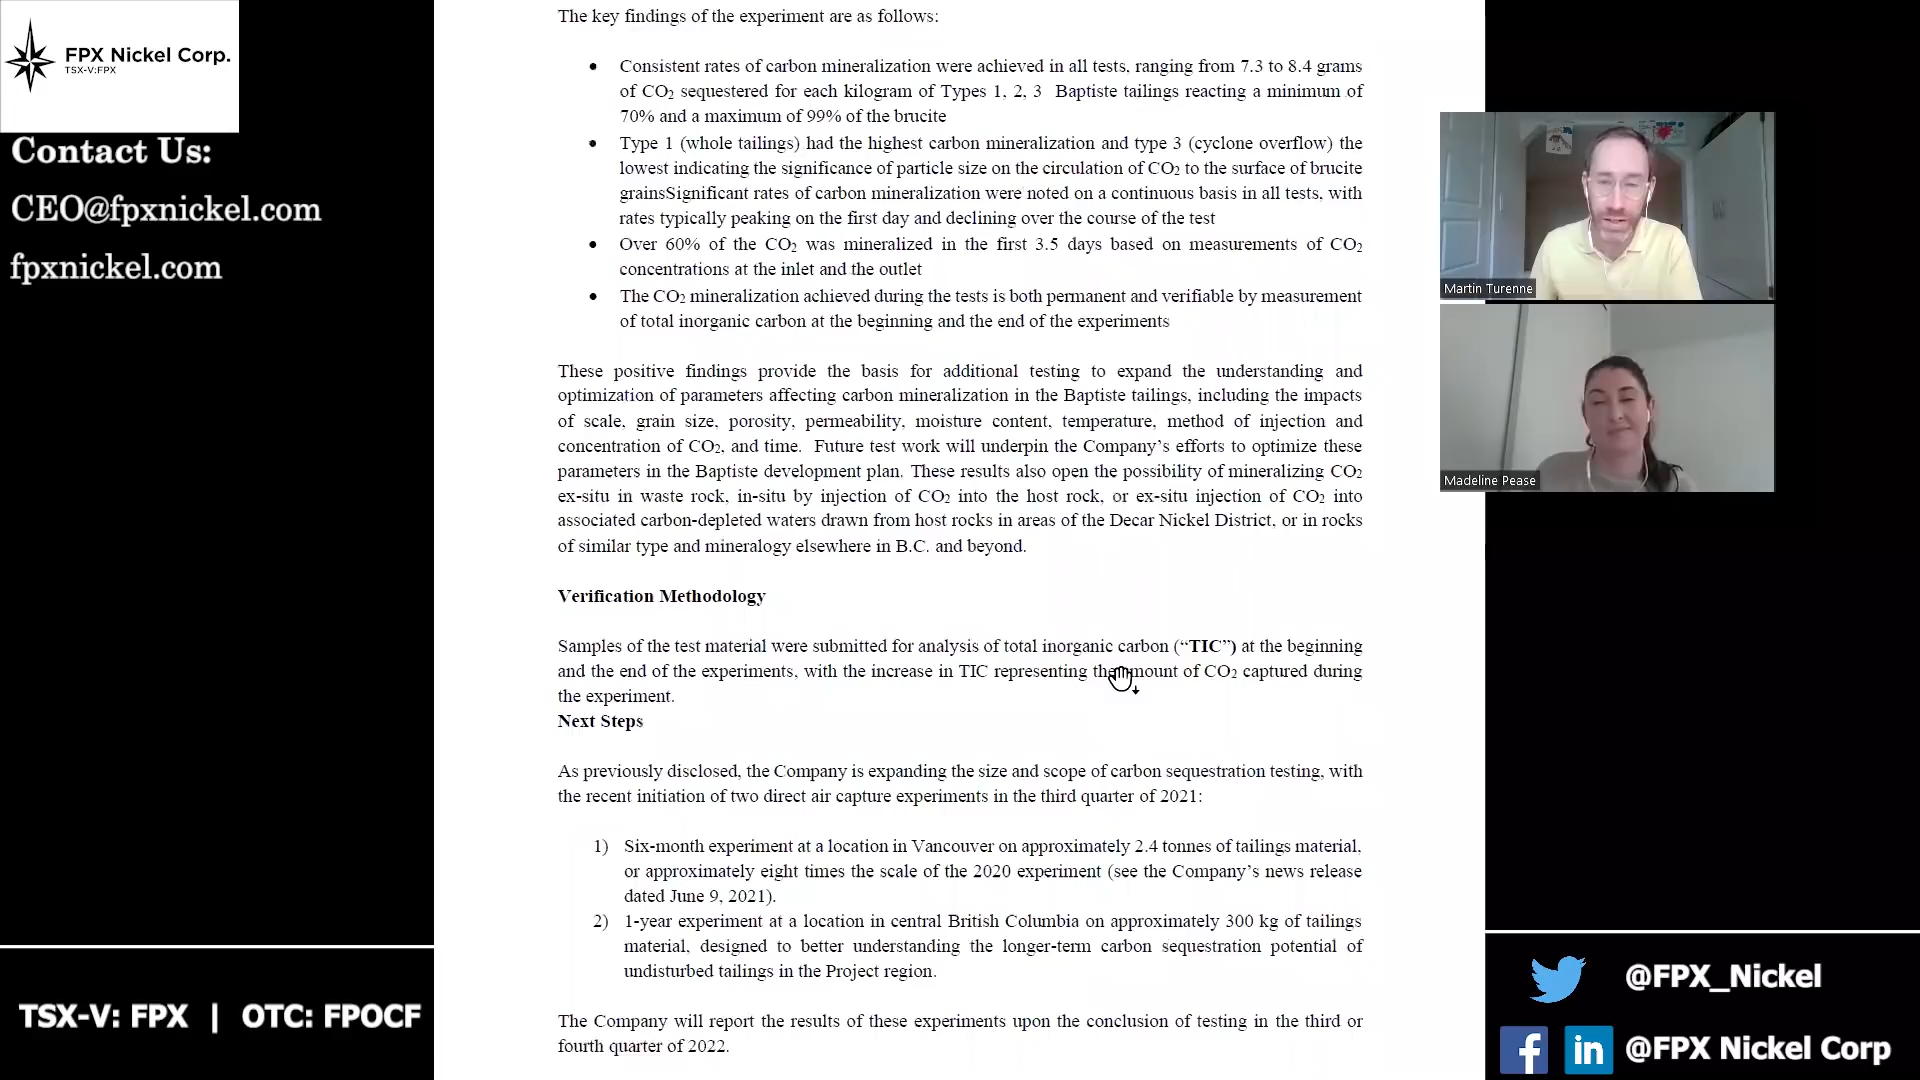 FPX Nickel Corp.
TSX-V:FPX
Contact Us:
CEO@fpxnickel.com
fpxnickel.com
The key findings of the experiment are as follows:
• Consistent rates of carbon mineralization were achieved in all tests, ranging from 7.3 to 8.4 grams
of CO2 sequestered for each kilogram of Types 1, 2, 3 Baptiste tailings reacting a minimum of
70% and a maximum of 99% of the brucite
• Type 1 (whole tailings) had the highest carbon mineralization and type 3 (cyclone overflow) the
lowest indicating the significance of particle size on the circulation of CO2 to the surface of brucite
grainsSignificant rates of carbon mineralization were noted on a continuous basis in all tests, with
rates typically peaking on the first day and declining over the course of the test
• Over 60% of the CO2 was mineralized in the first 3.5 days based on measurements of CO2
concentrations at the inlet and the outlet
• The CO2 mineralization achieved during the tests is both permanent and verifiable by measurement
of total inorganic carbon at the beginning and the end of the experiments
These positive findings provide the basis for additional testing to expand the understanding and
optimization of parameters affecting carbon mineralization in the Baptiste tailings, including the impacts
of scale, grain size, porosity, permeability, moisture content, temperature, method of injection and
concentration of CO2, and time. Future test work will underpin the Company's efforts to optimize these
parameters in the Baptiste development plan. These results also open the possibility of mineralizing CO2
ex-situ in waste rock, in-situ by injection of CO2 into the host rock, or ex-situ injection of CO2 into
associated carbon-depleted waters drawn from host rocks in areas of the Decar Nickel District, or in rocks
of similar type and mineralogy elsewhere in B.C. and beyond.
Verification Methodology
Samples of the test material were submitted for analysis of total inorganic carbon (“TIC”) at the beginning
and the end of the experiments, with the increase in TIC representing the amount of CO2 captured during
the experiment.
Next Steps
As previously disclosed, the Company is expanding the size and scope of carbon sequestration testing, with
the recent initiation of two direct air capture experiments in the third quarter of 2021:
1) Six-month experiment at a location in Vancouver on approximately 2.4 tonnes of tailings material,
or approximately eight times the scale of the 2020 experiment (see the Company's news release
dated June 9, 2021).
2) 1-year experiment at a location in central British Columbia on approximately 300 kg of tailings
material, designed to better understanding the longer-term carbon sequestration potential of
undisturbed tailings in the Project region.
The Company will report the results of these experiments upon the conclusion of testing in the third or
fourth quarter of 2022.
Martin Turenne
Madeline Pease
TSX-V: FPX | OTC: FPOCF
@FPX_Nickel
f in @FPX Nickel Corp